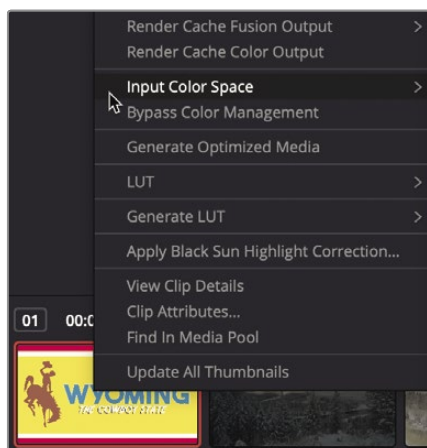 Render Cache Fusion Output >
Render Cache Color Output
Input Color Space >
Bypass Color Management
Generate Optimized Media
LUT >
Generate LUT >
Apply Black Sun Highlight Correction...
View Clip Details
Clip Attributes...
Find In Media Pool
Update All Thumbnails
01 00:0
WYOMING
THE COWBOY STATE